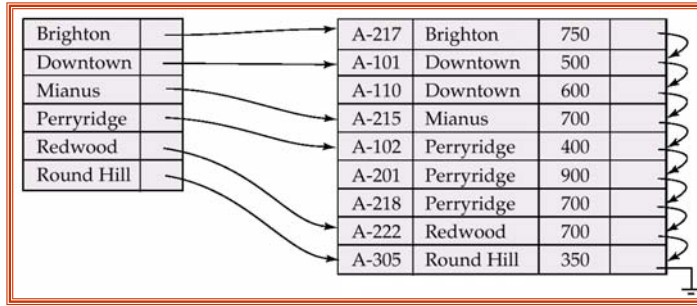 Brighton
Downtown
Mianus
Perryridge
Redwood
Round Hill
A-217 Brighton 750
A-101 Downtown 500
A-110 Downtown 600
A-215 Mianus 700
A-102 Perryridge 400
A-201 Perryridge 900
A-218 Perryridge 700
A-222 Redwood 700
A-305 Round Hill 350